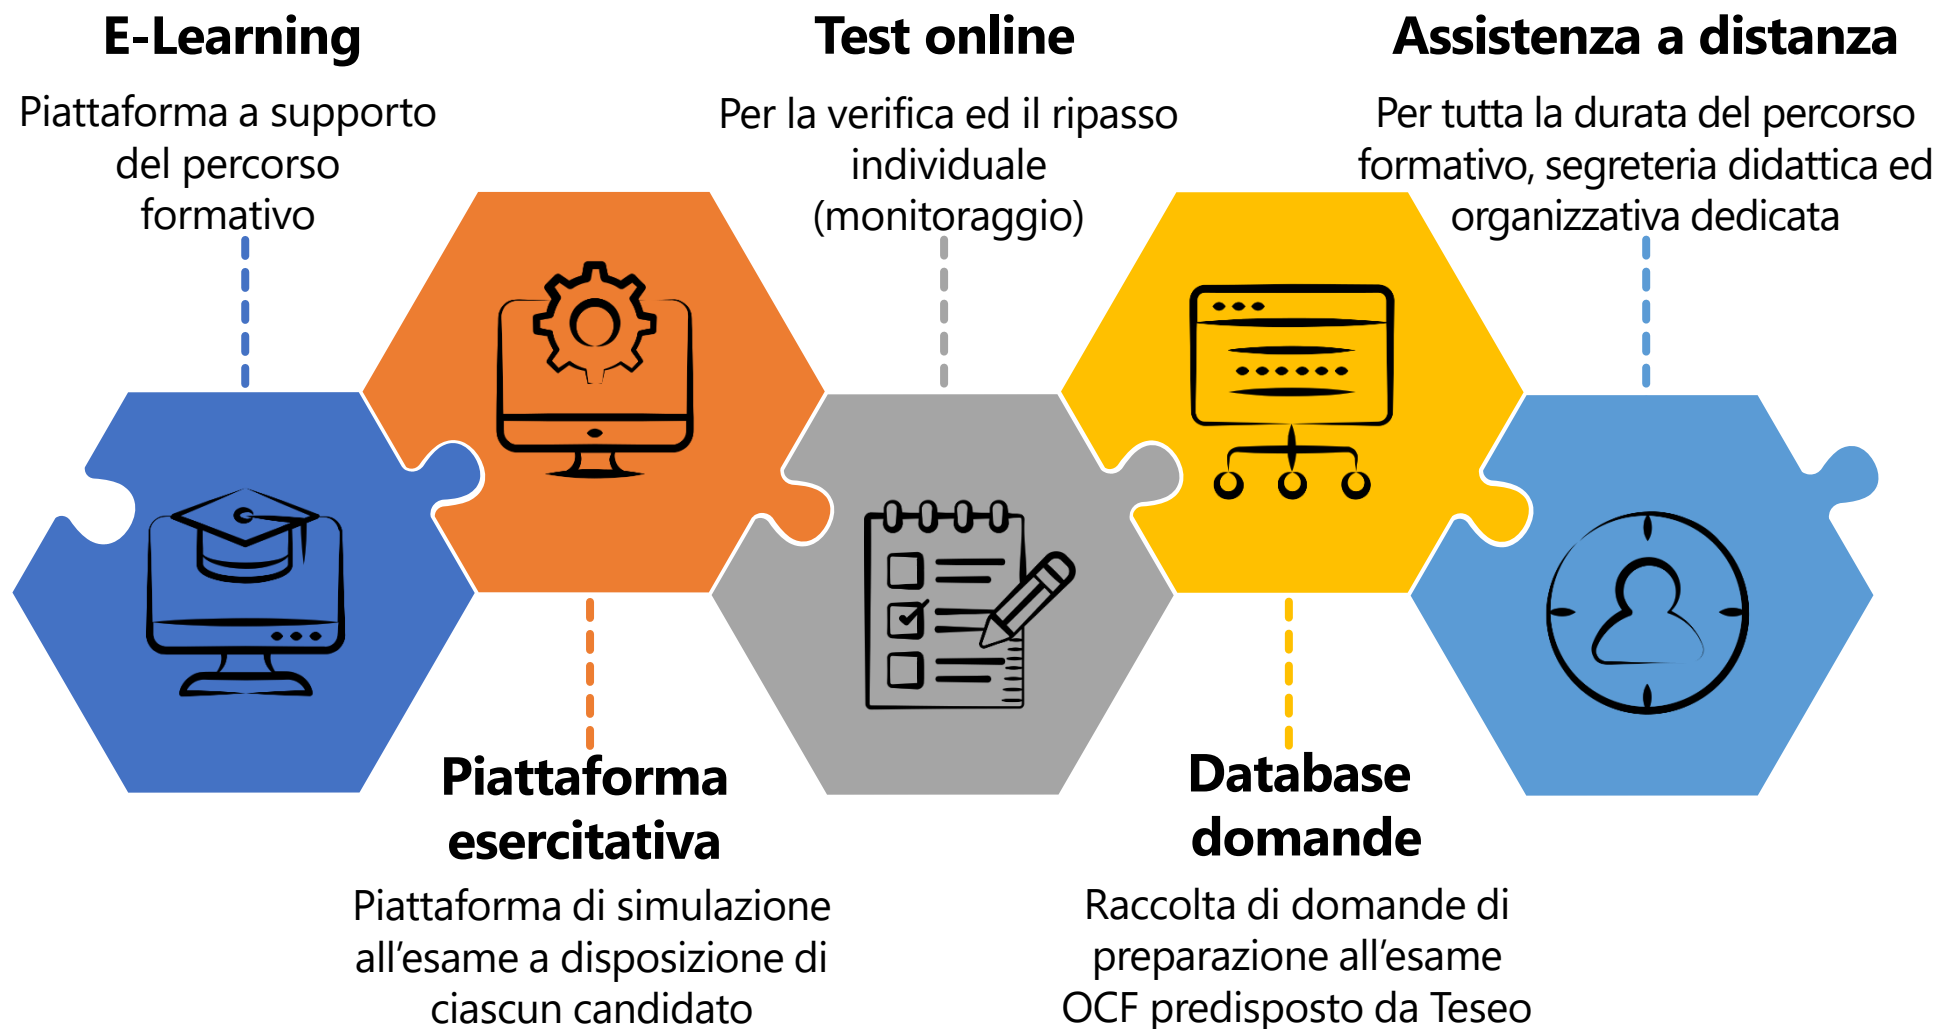 E-Learning
Piattaforma a supporto
del percorso
formativo
Test online
Per la verifica ed il ripasso
individuale
(monitoraggio)
Assistenza a distanza
Per tutta la durata del percorso
formativo, segreteria didattica ed
organizzativa dedicata
Piattaforma
esercitativa
Piattaforma di simulazione
all’esame a disposizione di
ciascun candidato
Database
domande
Raccolta di domande di
preparazione all’esame
OCF predisposto da Teseo